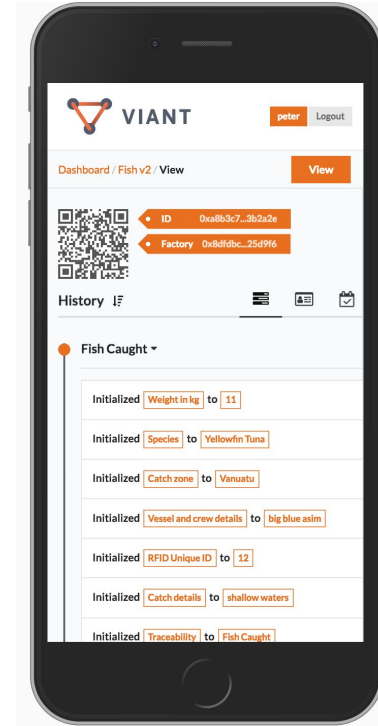 VIANT
peter Logout
Dashboard / Fish v2 / View View
ID 0xa8b3c7...3b2a2e
Factory 0x8dfdbc...25d9f6
History
Fish Caught
Initialized Weight in kg to 11
Initialized Species to Yellowfin Tuna
Initialized Catch zone to Vanuatu
Initialized Vessel and crew details to big blue asim
Initialized RFID Unique ID to 12
Initialized Catch details to shallow waters
Initialized Traceability to Fish Caught